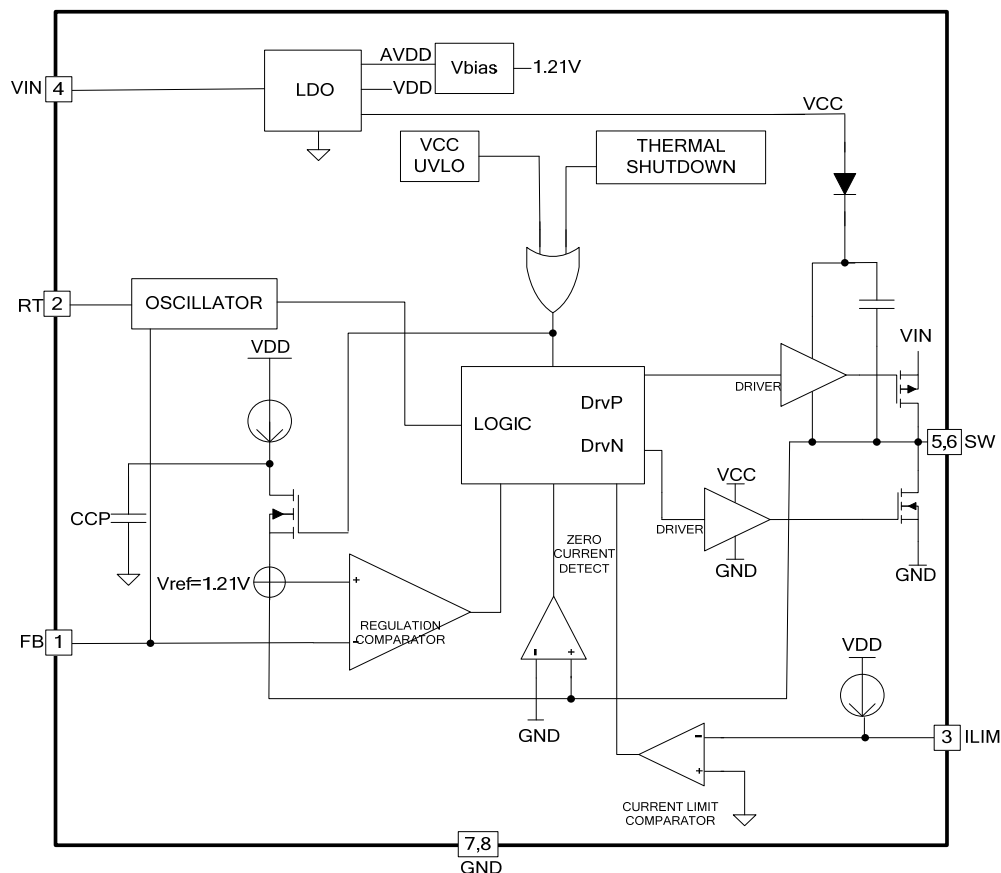 AVDD
Vbias
1.21V
VIN
4
LDO
VDD
VCC
VCC
UVLO
THERMAL
SHUTDOWN
RT
2
OSCILLATOR
VDD
VIN
DRIVER
DrvP
LOGIC
DrvN
5,6
SW
VCC
CCP
DRIVER
ZERO
CURRENT
DETECT
GND
GND
Vref=1.21V
+
REGULATION
COMPARATOR
-
FB
1
- +
VDD
GND
-
3
ILIM
+
CURRENT LIMIT
COMPARATOR
7,8
GND